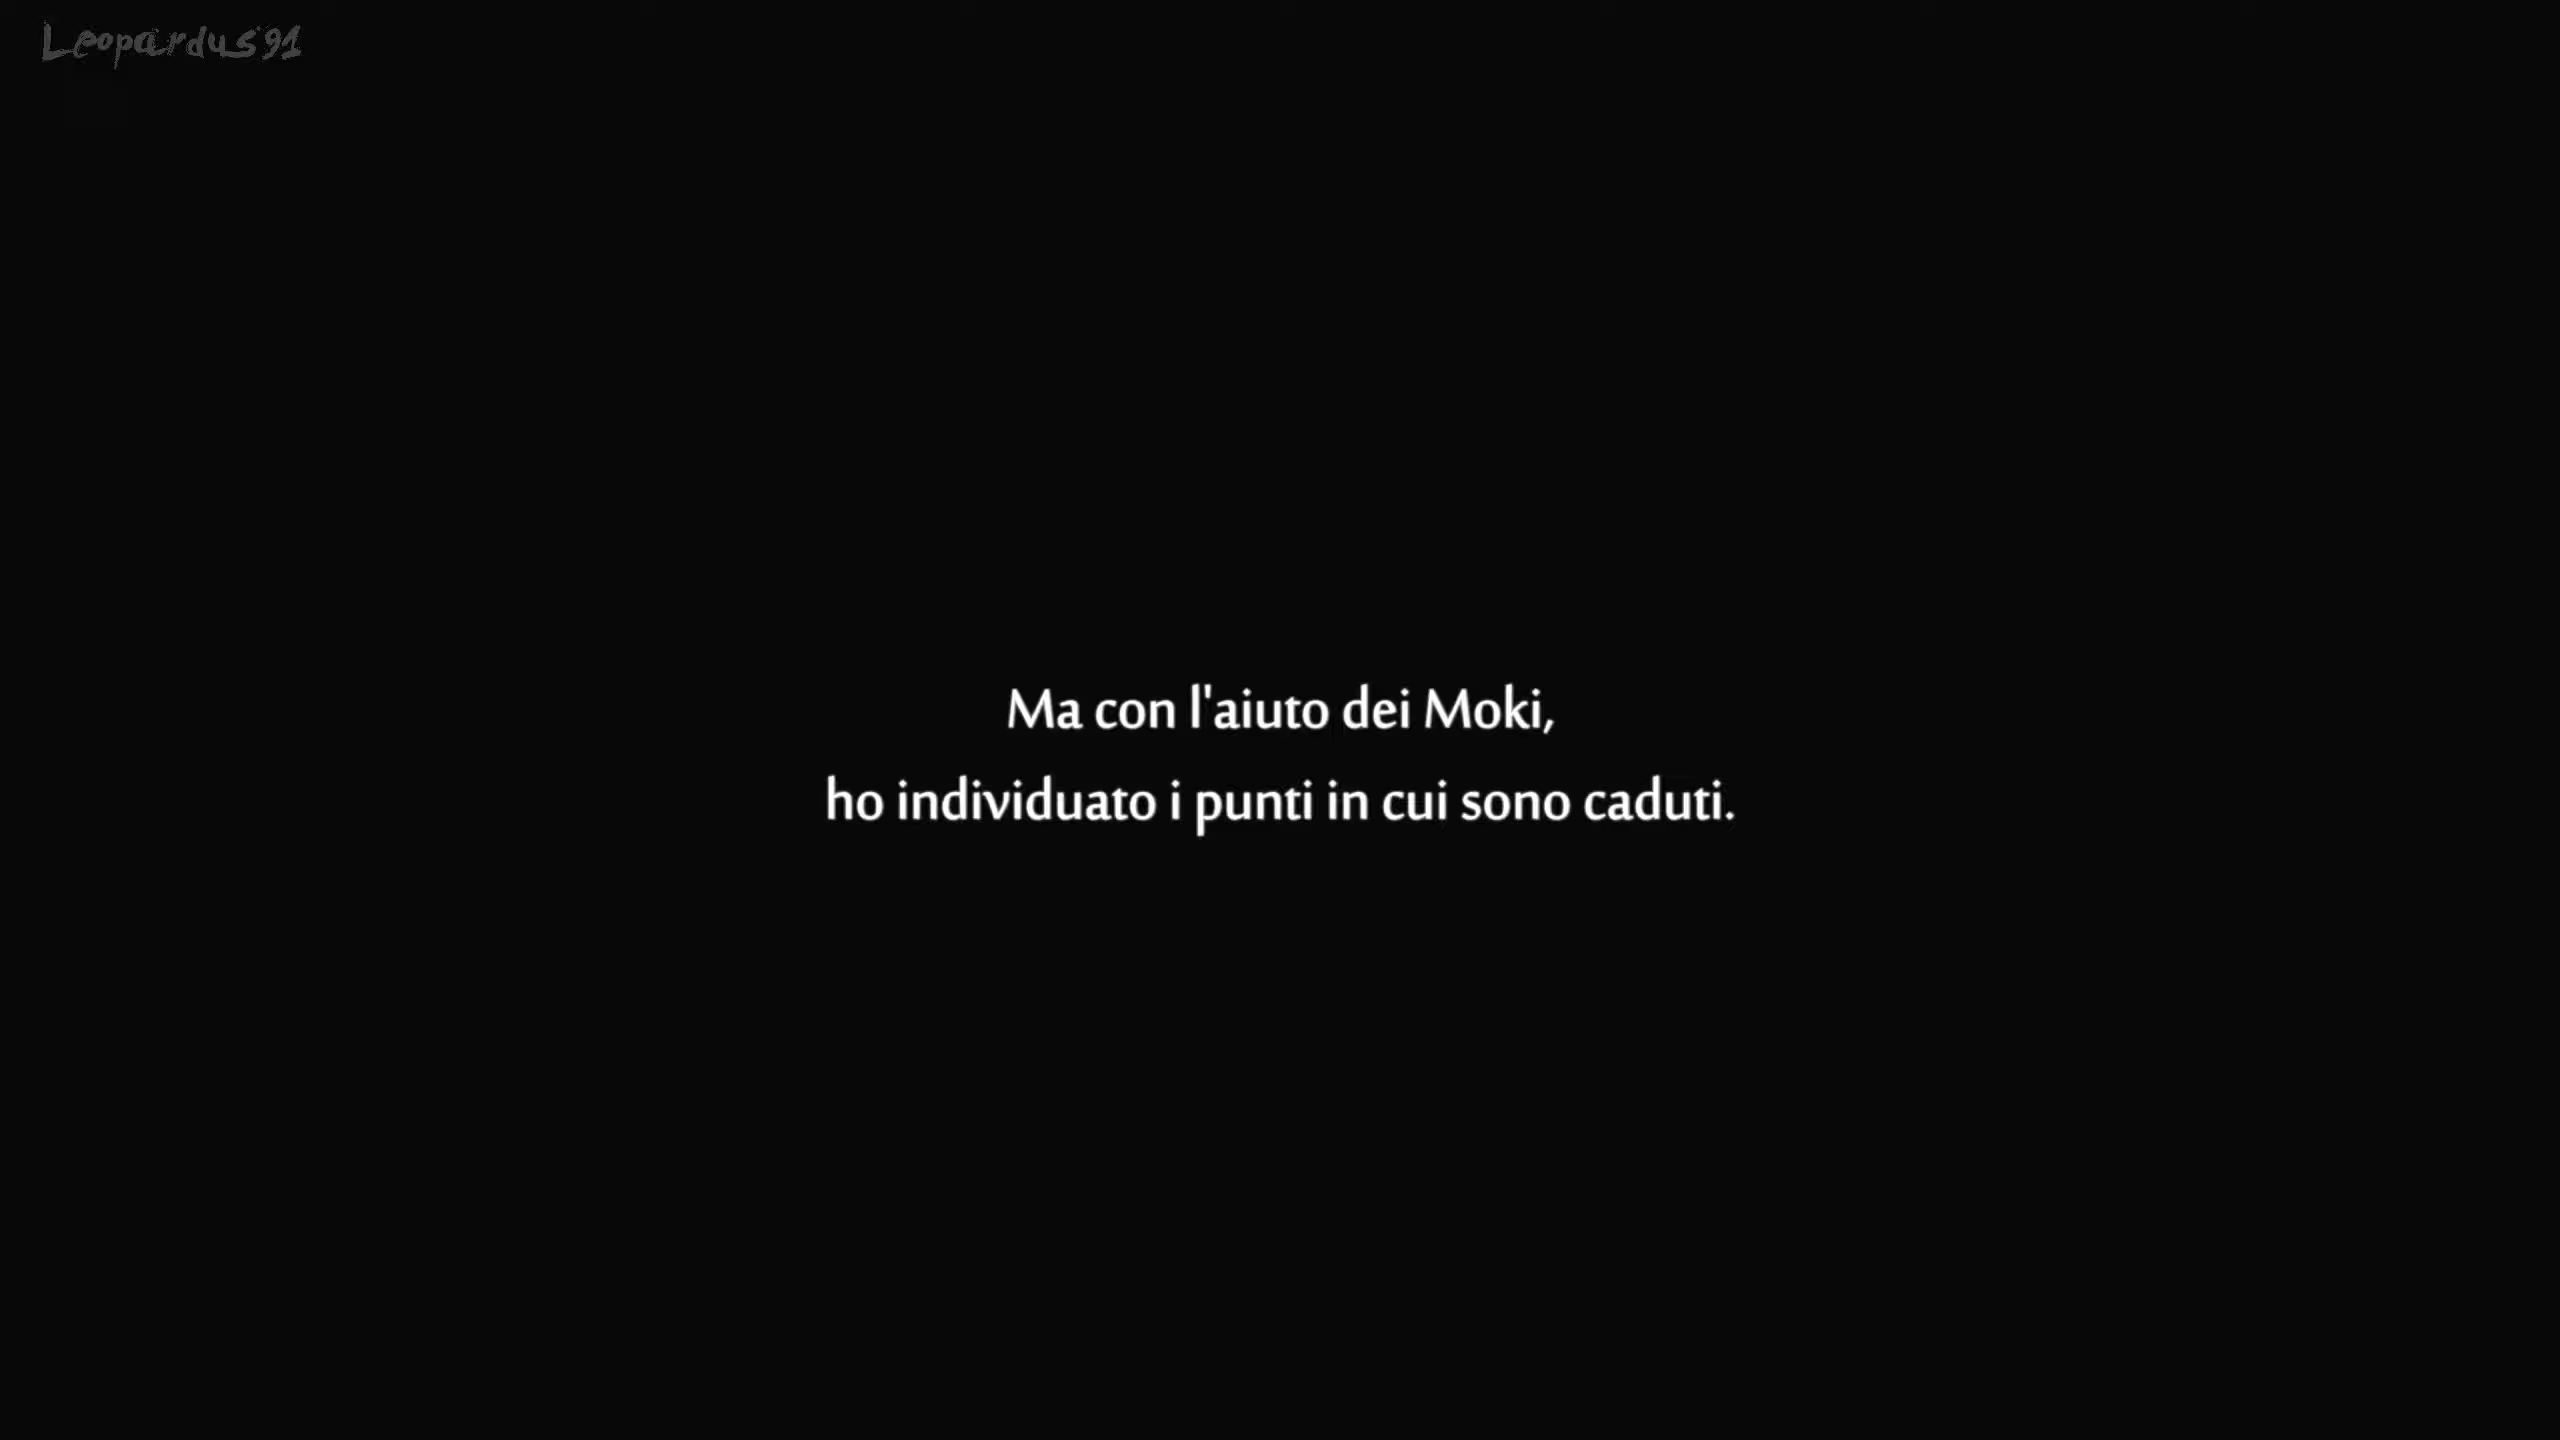 Leopardus91
Ma con l'aiuto dei Moki,
ho individuato i punti in cui sono caduti.